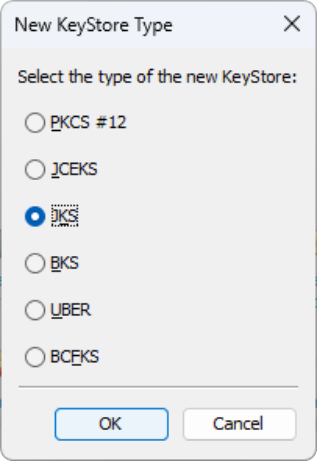 New KeyStore Type
Select the type of the new KeyStore:
PKCS #12
JCEKS
JKS
BKS
UBER
BCFKS
OK
Cancel